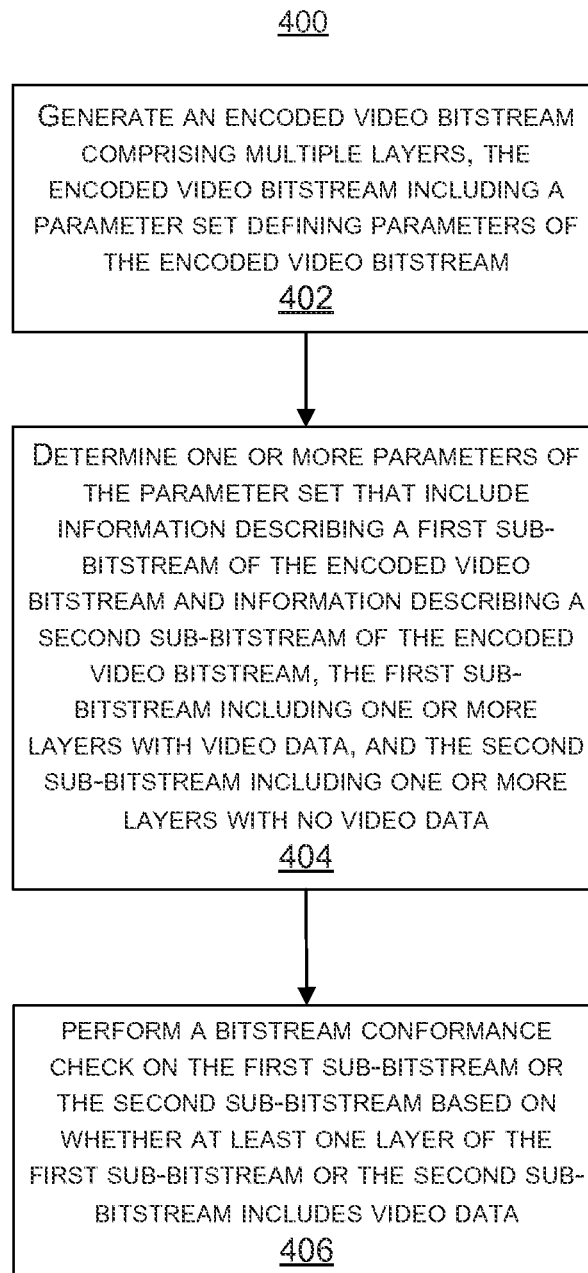 400
GENERATE AN ENCODED VIDEO BITSTREAM
COMPRISING MULTIPLE LAYERS, THE
ENCODED VIDEO BITSTREAM INCLUDING A
PARAMETER SET DEFINING PARAMETERS OF
THE ENCODED VIDEO BITSTREAM
402
DETERMINE ONE OR MORE PARAMETERS OF
THE PARAMETER SET THAT INCLUDE
INFORMATION DESCRIBING A FIRST SUB-
BITSTREAM OF THE ENCODED VIDEO
BITSTREAM AND INFORMATION DESCRIBING A
SECOND SUB-BITSTREAM OF THE ENCODED
VIDEO BITSTREAM, THE FIRST SUB-
BITSTREAM INCLUDING ONE OR MORE
LAYERS WITH VIDEO DATA, AND THE SECOND
SUB-BITSTREAM INCLUDING ONE OR MORE
LAYERS WITH NO VIDEO DATA
404
PERFORM A BITSTREAM CONFORMANCE
CHECK ON THE FIRST SUB-BITSTREAM OR
THE SECOND SUB-BITSTREAM BASED ON
WHETHER AT LEAST ONE LAYER OF THE
FIRST SUB-BITSTREAM OR THE SECOND SUB-
BITSTREAM INCLUDES VIDEO DATA
406